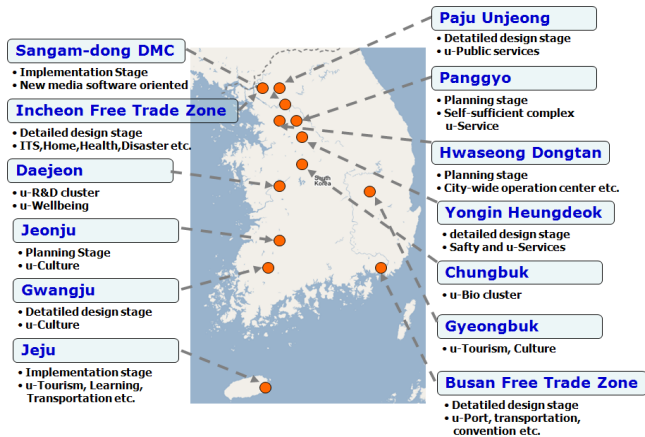 Sangam-dong DMC
• Implementation Stage
• New media software oriented
Incheon Free Trade Zone
• Detailed design stage
• ITS,Home,Health,Disaster etc.
Daejeon
• u-R&D cluster
• u-Wellbeing
Jeonju
• Planning Stage
• u-Culture
Gwangju
• Detailed design stage
• u-Culture
Jeju
• Implementation stage
• u-Tourism, Learning,
Transportation etc.
South
Korea
Paju Unjeong
• Detatiled design stage
• u-Public services
Panggyo
• Planning stage
• Self-sufficient complex
u-Service
Hwaseong Dongtan
• Planning stage
• City-wide operation center etc.
Yongin Heungdeok
• detailed design stage
• Safty and u-Services
Chungbuk
• u-Bio cluster
Gyeongbuk
• u-Tourism, Culture
Busan Free Trade Zone
• Detatiled design stage
• u-Port, transportation,
convention etc.